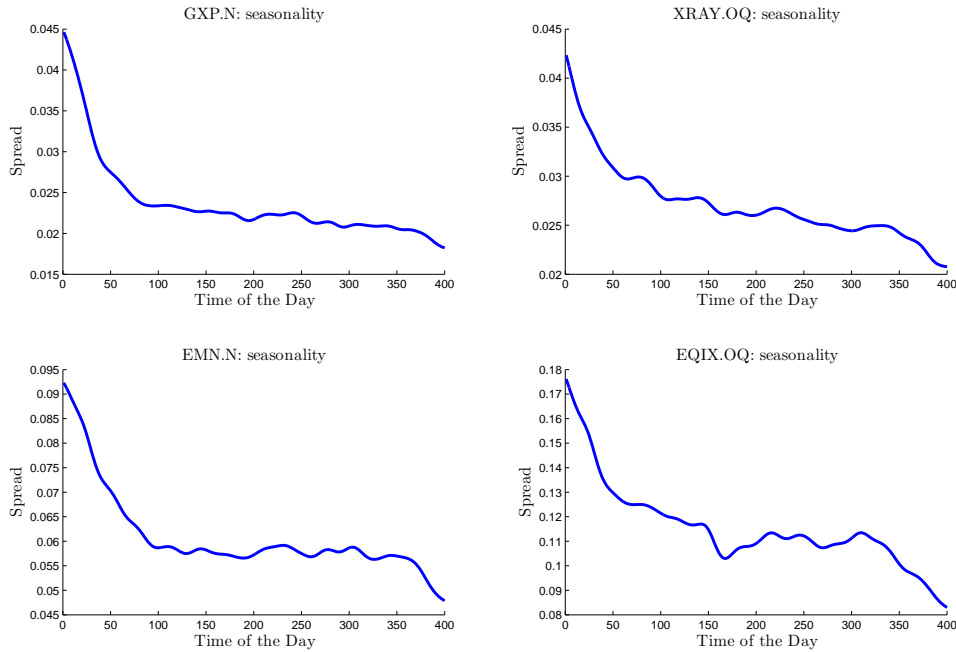 GXP.N: seasonality
0.045
0.04
0.035
0.03
0.025
0.02
0.015
Spread
0 50 100 150 200 250 300 350 400
Time of the Day
XRAY.OQ: seasonality
0.045
0.04
0.035
0.03
0.025
0.02
Spread
0 50 100 150 200 250 300 350 400
Time of the Day
EMN.N: seasonality
0.095
0.09
0.085
0.08
0.075
0.07
0.065
0.06
0.055
0.05
0.045
Spread
0 50 100 150 200 250 300 350 400
Time of the Day
EQIX.OQ: seasonality
0.18
0.17
0.16
0.15
0.14
0.13
0.12
0.11
0.1
0.09
0.08
Spread
0 50 100 150 200 250 300 350 400
Time of the Day